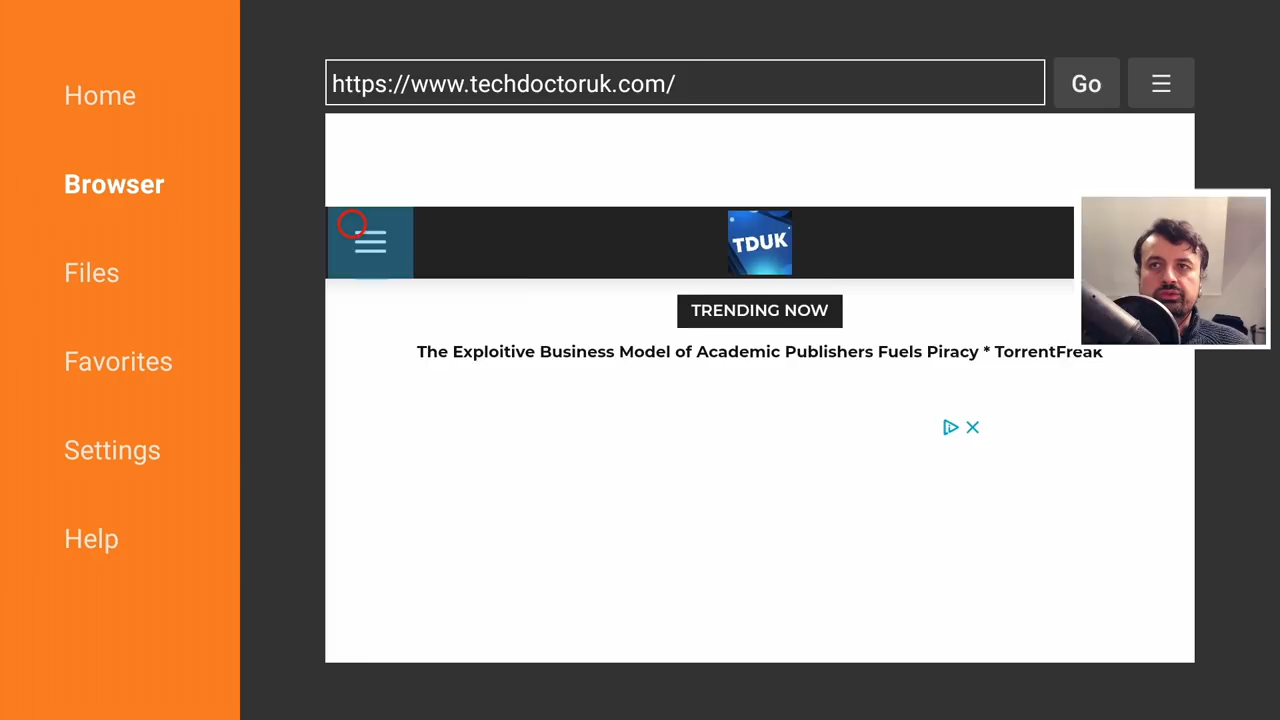 Home
Browser
Files
Favorites
Settings
Help
https://www.techdoctoruk.com/
Go
TDUK
TRENDING NOW
The Exploitive Business Model of Academic Publishers Fuels Piracy * TorrentFreak